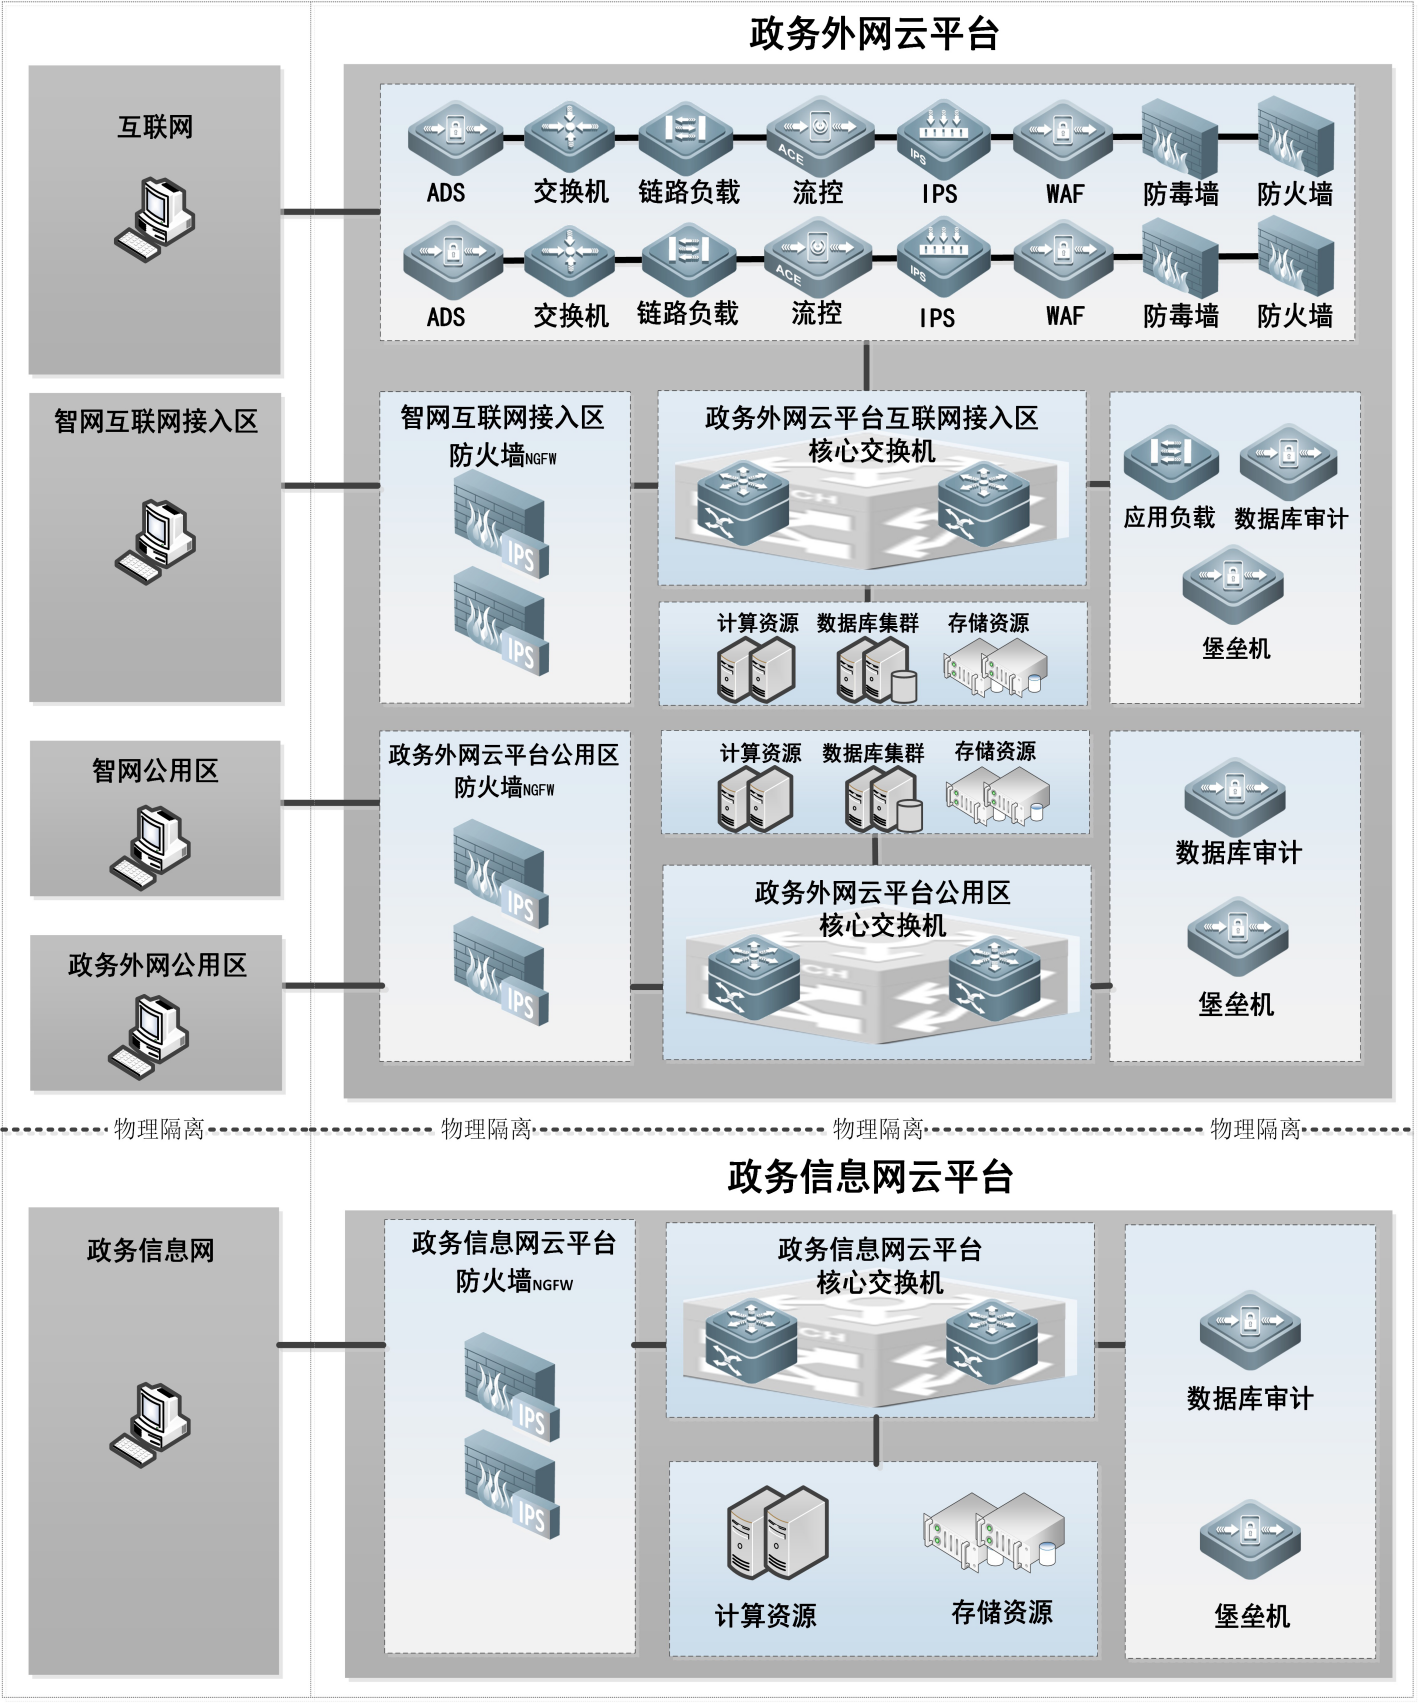 政务外网云平台
互联网
ADS 交换机 链路负载 流控 IPS WAF 防毒墙 防火墙
ACE IPS
ADS 交换机 链路负载 流控 IPS WAF 防毒墙 防火墙
ACE IPS
智网互联网接入区
智网互联网接入区
防火墙NGFW
IPS
IPS
政务外网云平台互联网接入区
核心交换机
CH
应用负载 数据库审计
堡垒机
计算资源 数据库集群 存储资源
智网公用区
政务外网公用区
政务外网云平台公用区
防火墙NGFW
IPS
IPS
计算资源 数据库集群 存储资源
政务外网云平台公用区
核心交换机
CH
数据库审计
堡垒机
物理隔离 物理隔离 物理隔离 物理隔离
政务信息网云平台
政务信息网
政务信息网云平台
防火墙NGFW
IPS
IPS
政务信息网云平台
核心交换机
CH
计算资源 存储资源
数据库审计
堡垒机